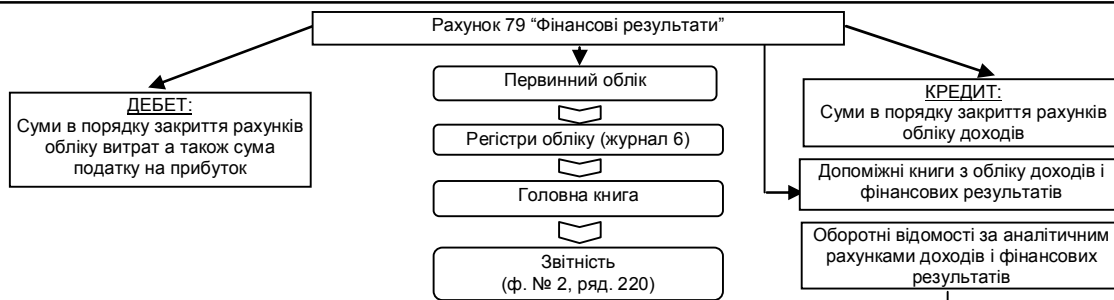 Рахунок 79 “Фінансові результати”
ДЕБЕТ:
Суми в порядку закриття рахунків
обліку витрат а також сума
податку на прибуток
Первинний облік
Регістри обліку (журнал 6)
Головна книга
Звітність
(ф. № 2, ряд. 220)
КРЕДИТ:
Суми в порядку закриття рахунків
обліку доходів
Допоміжні книги з обліку доходів і
фінансових результатів
Оборотні відомості за аналітичним
рахунками доходів і фінансових
результатів